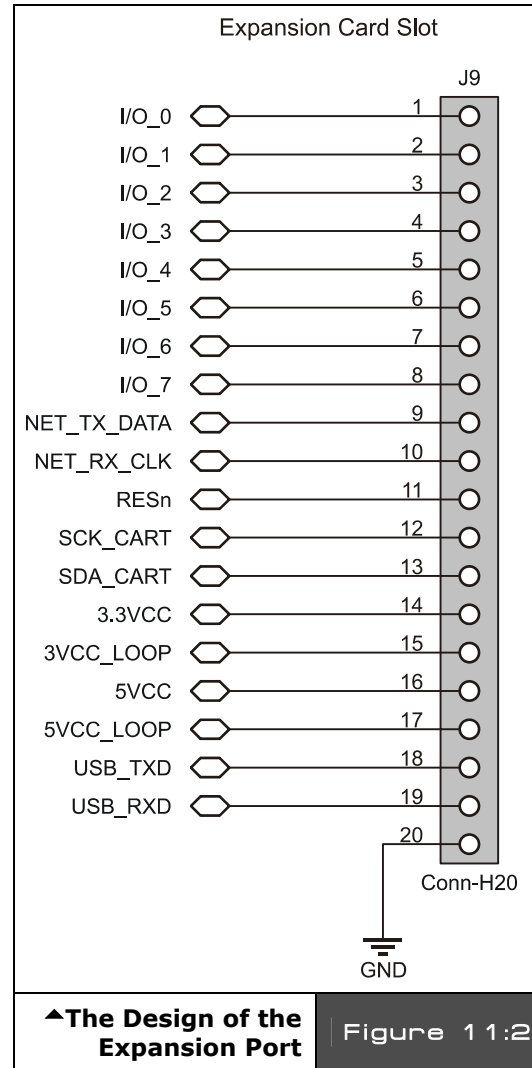 Expansion Card Slot
J9
I/O_0 1
I/O_1 2
I/O_2 3
I/O_3 4
I/O_4 5
I/O_5 6
I/O_6 7
I/O_7 8
NET_TX_DATA 9
NET_RX_CLK 10
RESn 11
SCK_CART 12
SDA_CART 13
3.3VCC 14
3VCC_LOOP 15
5VCC 16
5VCC_LOOP 17
USB_TXD 18
USB_RXD 19
20
Conn-H20
GND
▲The Design of the
Expansion Port
Figure 11:2